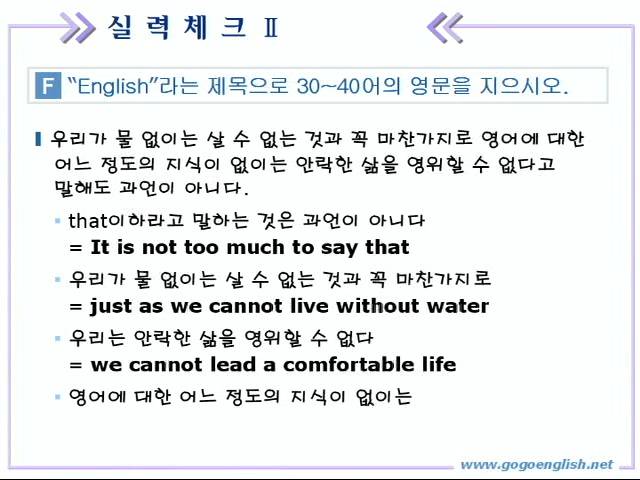 실 력 체 크 Ⅱ
F "English"라는 제목으로 30~40어의 영문을 지으시오.
우리가 물 없이는 살 수 없는 것과 꼭 마찬가지로 영어에 대한
어느 정도의 지식이 없이는 안락한 삶을 영위할 수 없다고
말해도 과언이 아니다.
that이하라고 말하는 것은 과언이 아니다
= It is not too much to say that
우리가 물 없이는 살 수 없는 것과 꼭 마찬가지로
= just as we cannot live without water
우리는 안락한 삶을 영위할 수 없다
= we cannot lead a comfortable life
영어에 대한 어느 정도의 지식이 없이는
www.gogoenglish.net